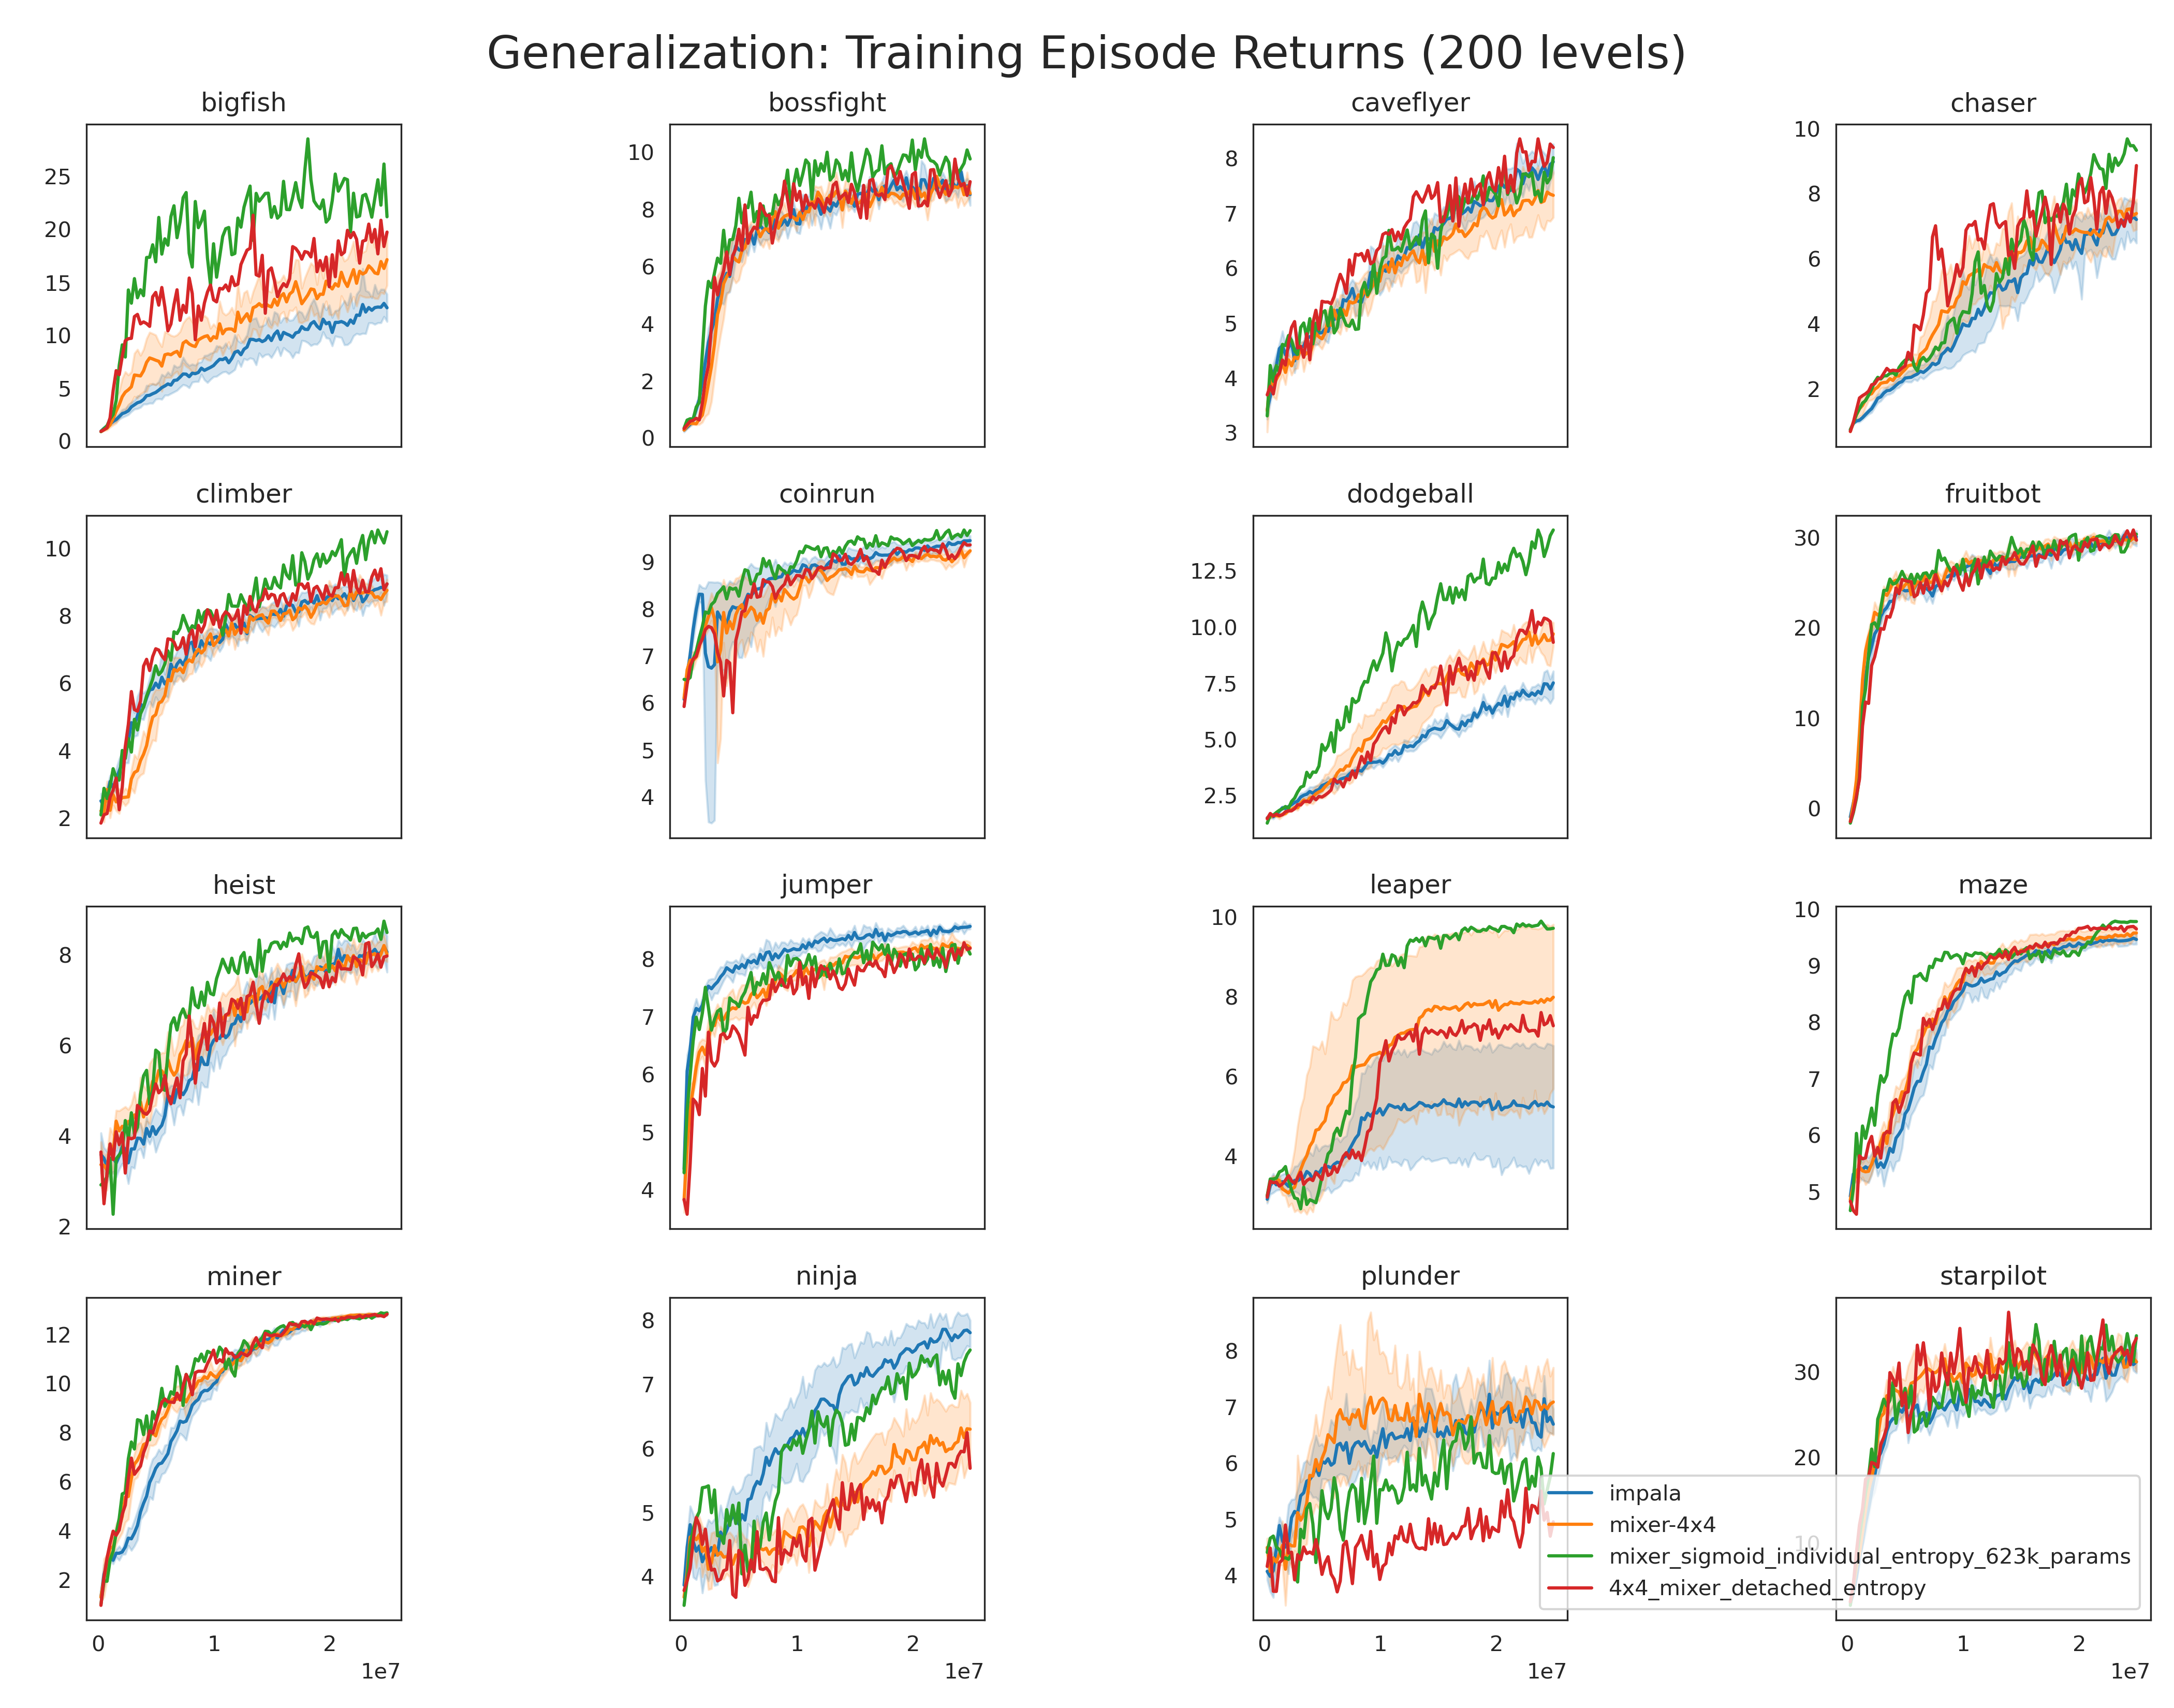 Generalization: Training Episode Returns (200 levels)
bigfish
bossfight
caveflyer
chaser
25
20
15
10
5
0
10
8
6
4
2
0
8
7
6
5
4
3
10
8
6
4
2
climber
coinrun
dodgeball
fruitbot
10
8
6
4
2
9
8
7
6
5
4
12.5
10.0
7.5
5.0
2.5
30
20
10
0
heist
jumper
leaper
maze
8
6
4
2
8
7
6
5
4
10
8
6
4
10
9
8
7
6
5
miner
ninja
plunder
starpilot
12
10
8
6
4
2
8
7
6
5
4
8
7
6
5
4
30
20
10
impala
mixer-4x4
mixer_sigmoid_individual_entropy_623k_params
4x4_mixer_detached_entropy
0 1 2
1e7
0 1 2
1e7
0 1 2
1e7
0 1 2
1e7